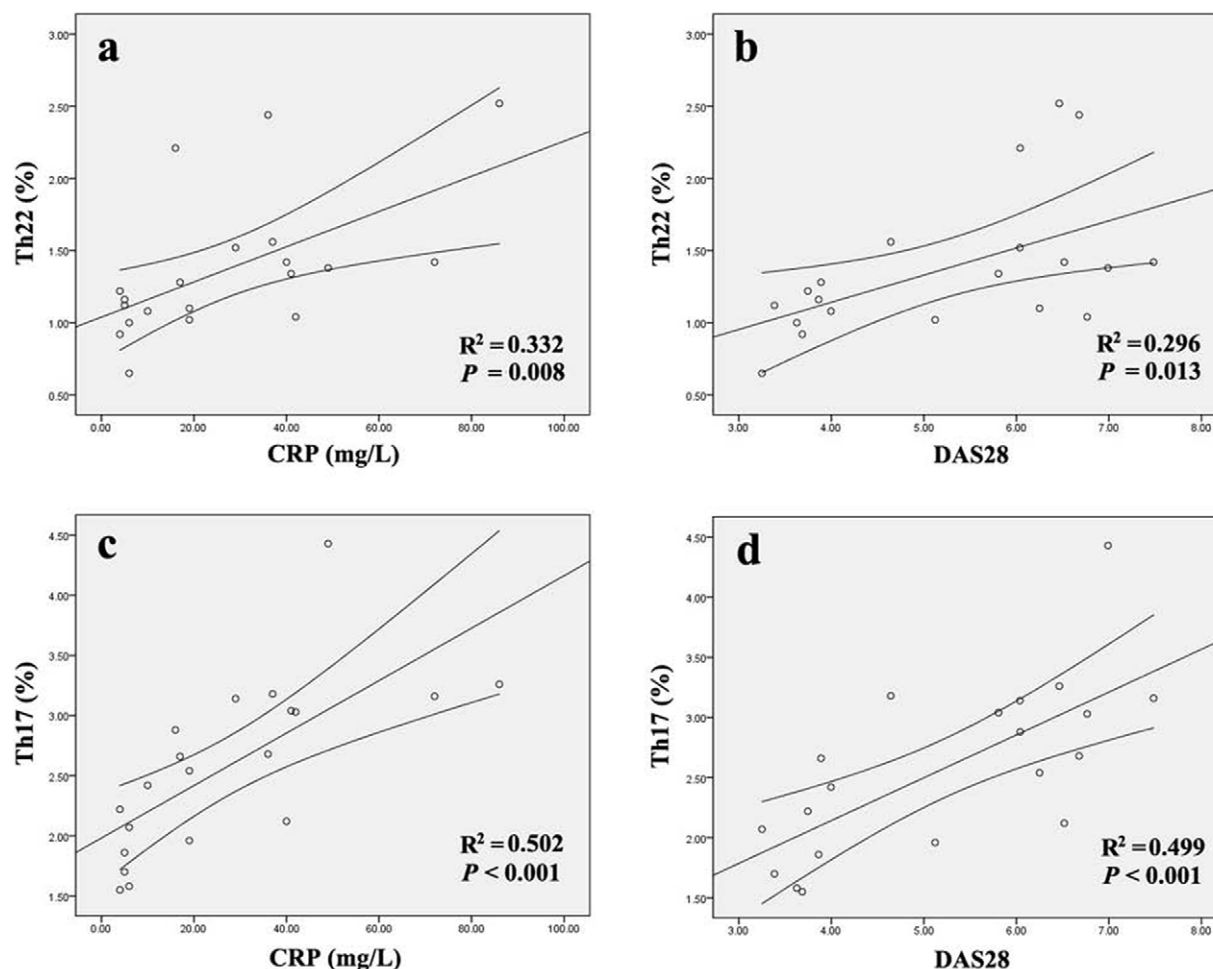 a
3.00
2.50
2.00
1.50
1.00
0.50
Th22 (%)
R² = 0.332
P = 0.008
0.00 20.00 40.00 60.00 80.00 100.00
CRP (mg/L)
b
3.00
2.50
2.00
1.50
1.00
0.50
Th22 (%)
R² = 0.296
P = 0.013
3.00 4.00 5.00 6.00 7.00 8.00
DAS28
c
4.50
4.00
3.50
3.00
2.50
2.00
1.50
Th17 (%)
R² = 0.502
P < 0.001
0.00 20.00 40.00 60.00 80.00 100.00
CRP (mg/L)
d
4.50
4.00
3.50
3.00
2.50
2.00
1.50
Th17 (%)
R² = 0.499
P < 0.001
3.00 4.00 5.00 6.00 7.00 8.00
DAS28